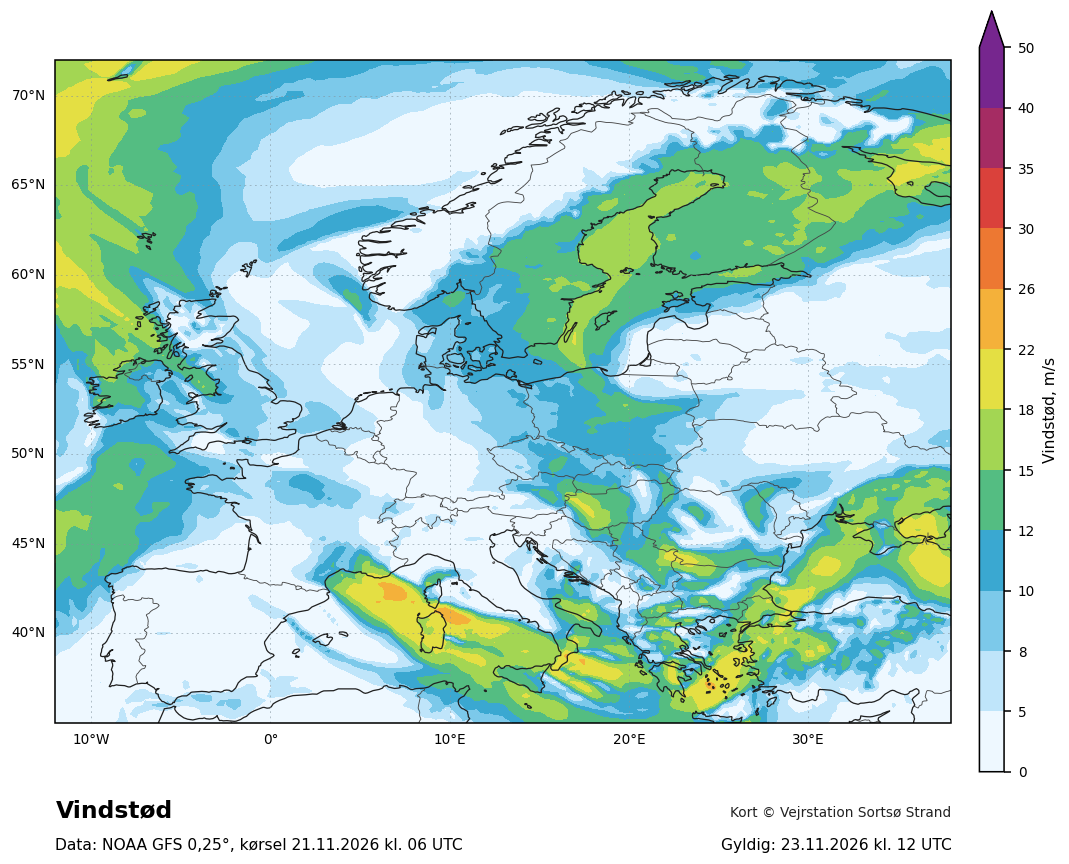 50
40
35
30
26
22
18
15
12
10
8
5
0
Vindstød, m/s
70°N
65°N
60°N
55°N
50°N
45°N
40°N
10°W
0°
10°E
20°E
30°E
Vindstød
Kort © Vejrstation Sortsø Strand
Data: NOAA GFS 0,25°, kørsel 21.11.2026 kl. 06 UTC
Gyldig: 23.11.2026 kl. 12 UTC